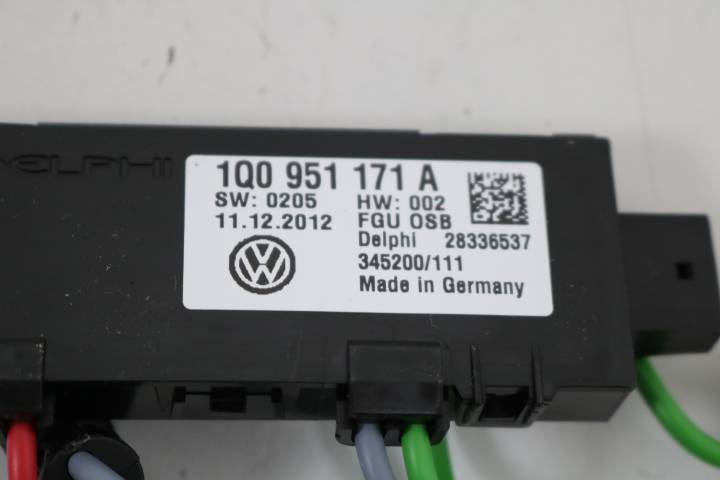 DELPHI
1Q0 951 171 A
SW: 0205 HW: 002
11.12.2012 FGU OSB
Delphi 28336537
345200/111
Made in Germany